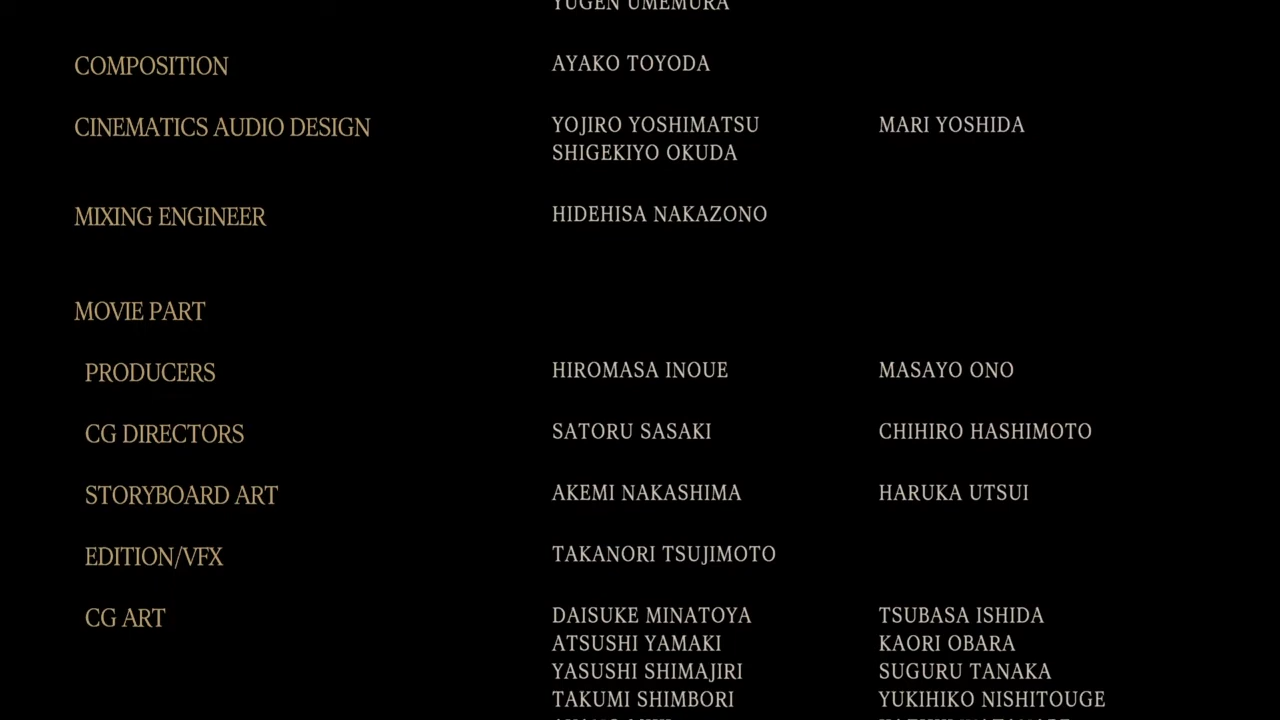 YUGEN UMEMURA
COMPOSITION AYAKO TOYODA
CINEMATICS AUDIO DESIGN YOJIRO YOSHIMATSU MARI YOSHIDA
SHIGEKIYO OKUDA
MIXING ENGINEER HIDEHISA NAKAZONO
MOVIE PART
PRODUCERS HIROMASA INOUE MASAYO ONO
CG DIRECTORS SATORU SASAKI CHIHIRO HASHIMOTO
STORYBOARD ART AKEMI NAKASHIMA HARUKA UTSUI
EDITION/VFX TAKANORI TSUJIMOTO
CG ART DAISUKE MINATOYA TSUBASA ISHIDA
ATSUSHI YAMAKI KAORI OBARA
YASUSHI SHIMAJIRI SUGURU TANAKA
TAKUMI SHIMBORI YUKIHIKO NISHITOUGE